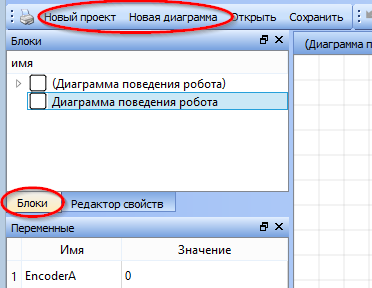 Новый проект Новая диаграмма Открыть Сохранить
Блоки
(Диаграмма п
имя
(Диаграмма поведения робота)
Диаграмма поведения робота
Блоки Редактор свойств
Переменные
Имя Значение
1 EncoderA 0